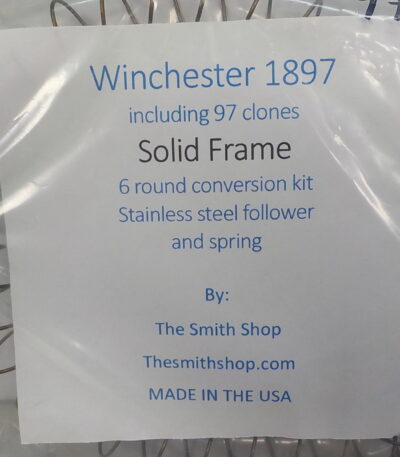 Winchester 1897
including 97 clones
Solid Frame
6 round conversion kit
Stainless steel follower
and spring
By:
The Smith Shop
Thesmithshop.com
MADE IN THE USA